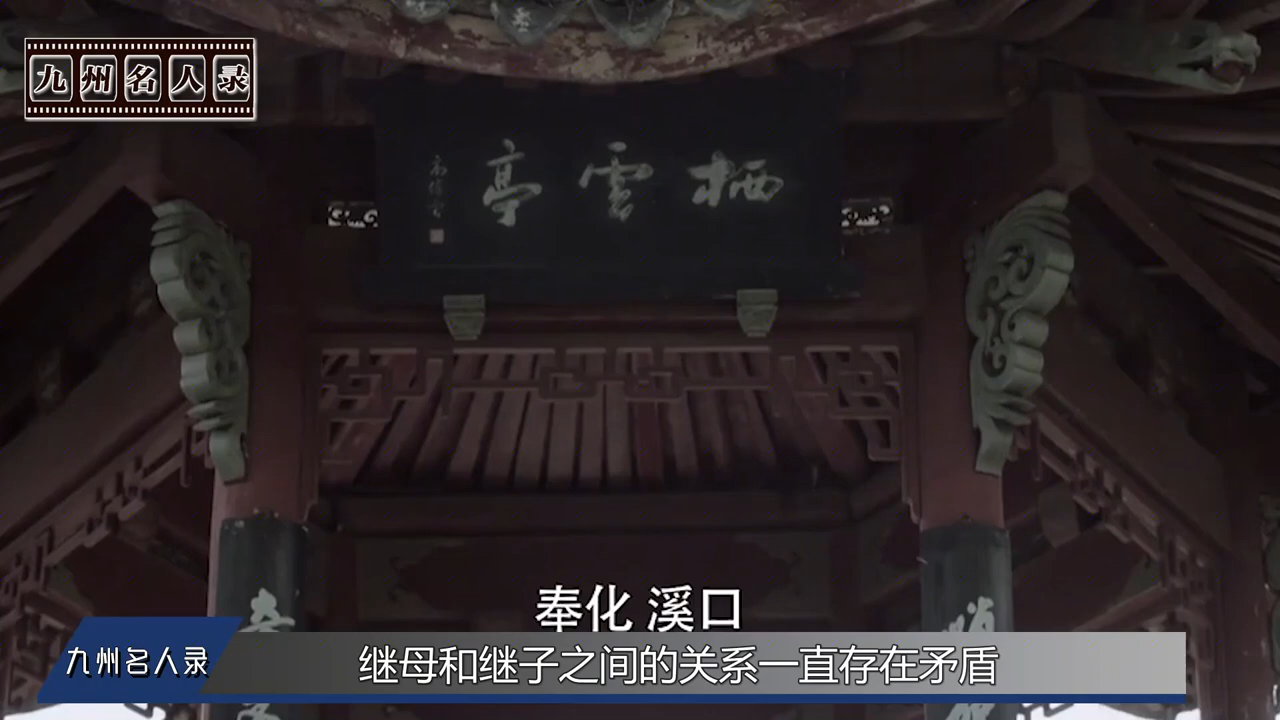 九州名人录
栖雲亭
奉化 溪口
九州名人录
继母和继子之间的关系一直存在矛盾